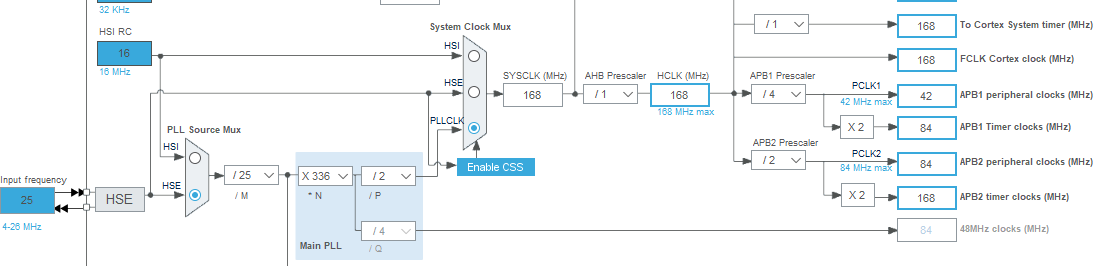 32 KHz
HSI RC
16
16 MHz
System Clock Mux
HSI
HSE
PLLCLK
Enable CSS
SYSCLK (MHz)
168
AHB Prescaler
/ 1
HCLK (MHz)
168
168 MHz max
/ 1
168
To Cortex System timer (MHz)
168
FCLK Cortex clock (MHz)
APB1 Prescaler
/ 4
PCLK1
42 MHz max
42
APB1 peripheral clocks (MHz)
X 2
84
APB1 Timer clocks (MHz)
APB2 Prescaler
/ 2
PCLK2
84 MHz max
84
APB2 peripheral clocks (MHz)
X 2
168
APB2 timer clocks (MHz)
84
48MHz clocks (MHz)
PLL Source Mux
HSI
HSE
Input frequency
25
4-26 MHz
HSE
/ 25
/ M
X 336
* N
/ 2
/ P
/ 4
/ Q
Main PLL